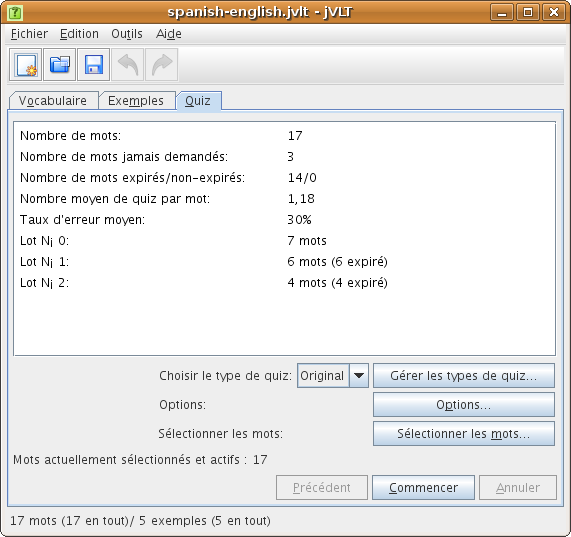 spanish-english.jvlt - jVLT
Fichier Edition Outils Aide
Vocabulaire Exemples Quiz
Nombre de mots: 17
Nombre de mots jamais demandés: 3
Nombre de mots expirés/non-expirés: 14/0
Nombre moyen de quiz par mot: 1,18
Taux d'erreur moyen: 30%
Lot N¡ 0: 7 mots
Lot N¡ 1: 6 mots (6 expiré)
Lot N¡ 2: 4 mots (4 expiré)
Choisir le type de quiz: Original Gérer les types de quiz...
Options: Options...
Sélectionner les mots: Sélectionner les mots...
Mots actuellement sélectionnés et actifs : 17
Précédent Commencer Annuler
17 mots (17 en tout)/ 5 exemples (5 en tout)